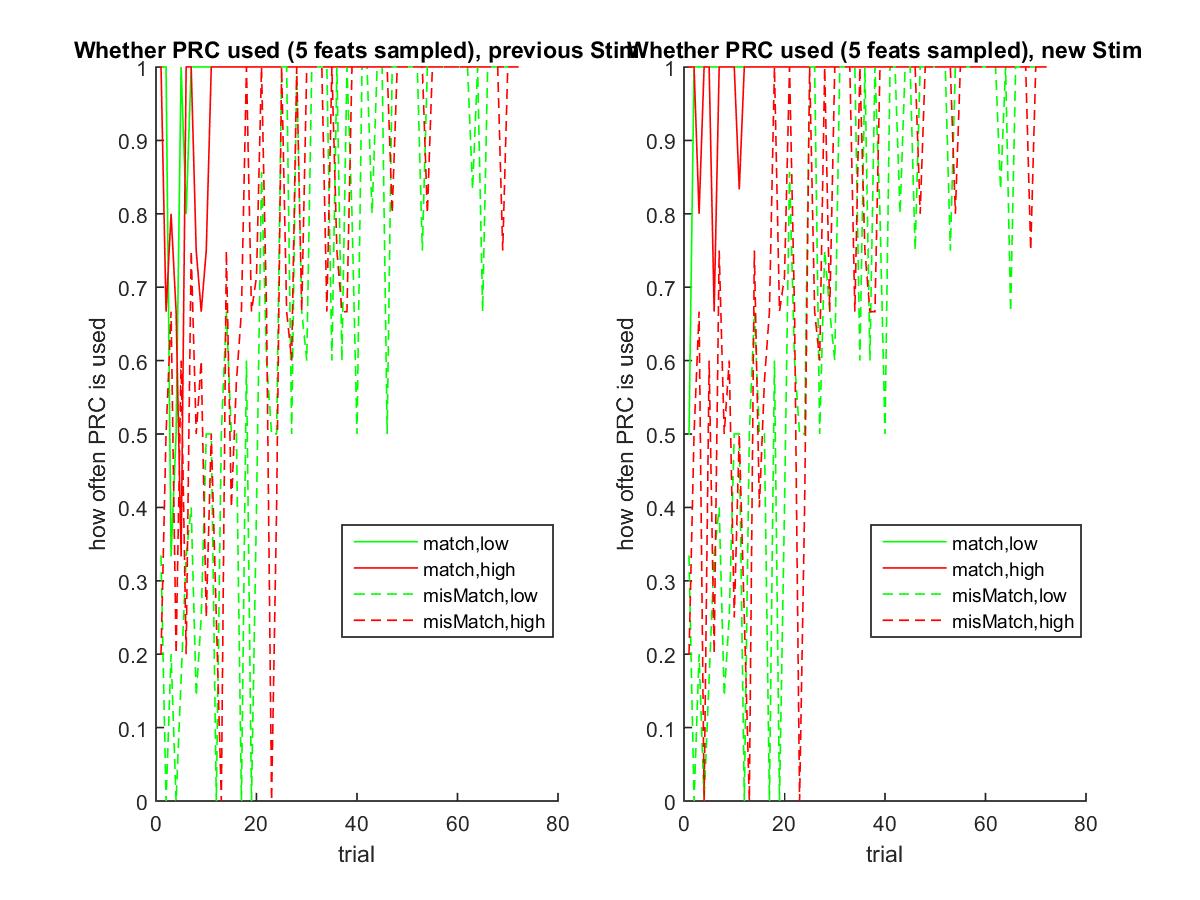 Whether PRC used (5 feats sampled), previous Stim
1
0.9
0.8
0.7
0.6
0.5
0.4
0.3
0.2
0.1
0
how often PRC is used
0
20
40
60
80
trial
match,low
match,high
misMatch,low
misMatch,high
Whether PRC used (5 feats sampled), new Stim
1
0.9
0.8
0.7
0.6
0.5
0.4
0.3
0.2
0.1
0
how often PRC is used
0
20
40
60
80
trial
match,low
match,high
misMatch,low
misMatch,high